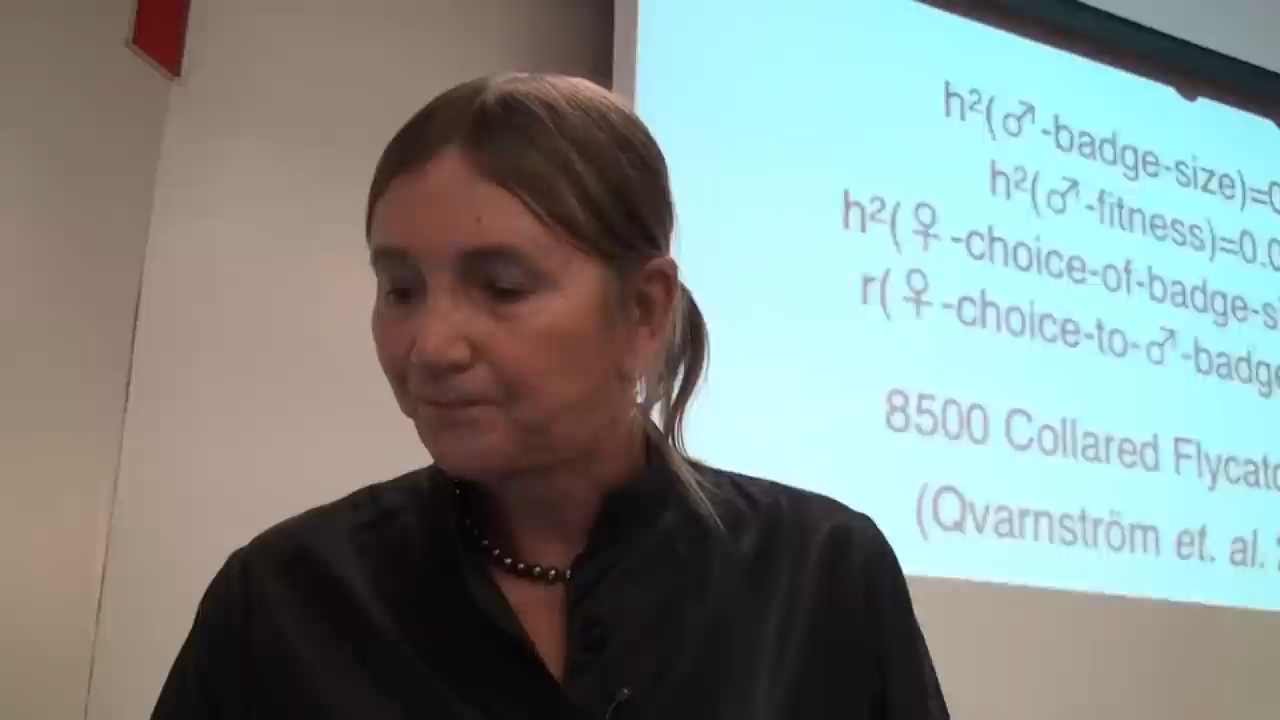 h²(♂-badge-size)=0
h²(♂-fitness)=0.0
h²(♀-choice-of-badge-s
r(♀-choice-to-♂-badge
8500 Collared Flycatc
(Qvarnström et. al.